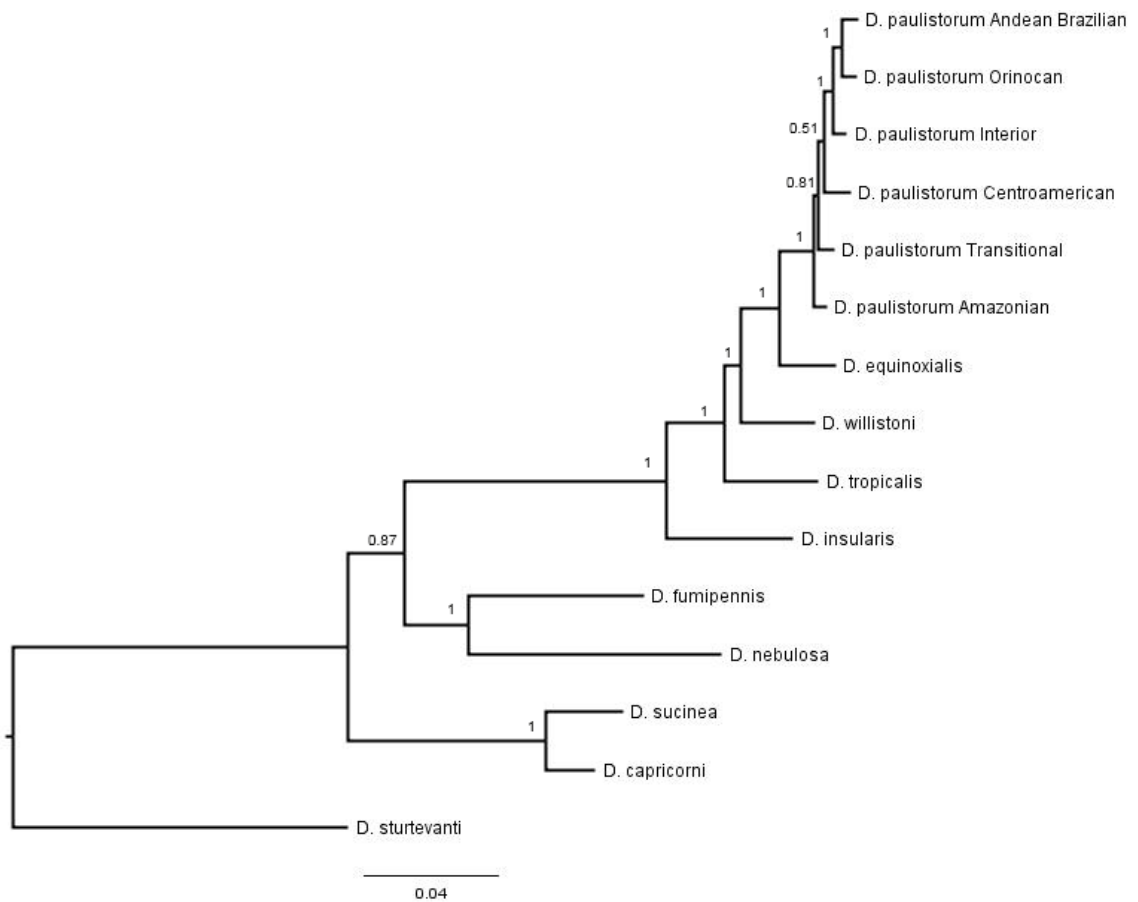 1
D. paulistorum Andean Brazilian
1
D. paulistorum Orinocan
0.51
D. paulistorum Interior
0.81
D. paulistorum Centroamerican
1
D. paulistorum Transitional
1
D. paulistorum Amazonian
1
D. equinoxialis
1
D. willistoni
1
D. tropicalis
0.87
D. insularis
1
D. fumipennis
D. nebulosa
1
D. sucinea
D. capricorni
D. sturtevanti
0.04